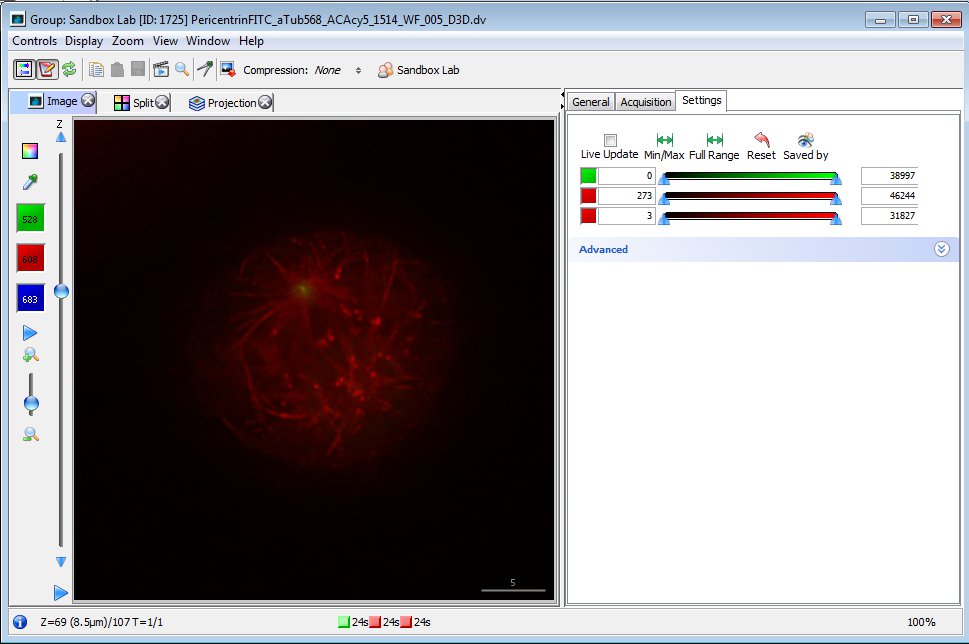 Group: Sandbox Lab [ID: 1725] PericentrinFITC_aTub568_ACAcy5_1514_WF_005_D3D.dv
Controls Display Zoom View Window Help
Compression: None Sandbox Lab
Image Split Projection
General Acquisition Settings
Z
Live Update Min/Max Full Range Reset Saved by
0 38997
273 46244
3 31827
Advanced
528
608
683
5
Z=69 (8.5µm)/107 T=1/1 24s 24s 24s 100%